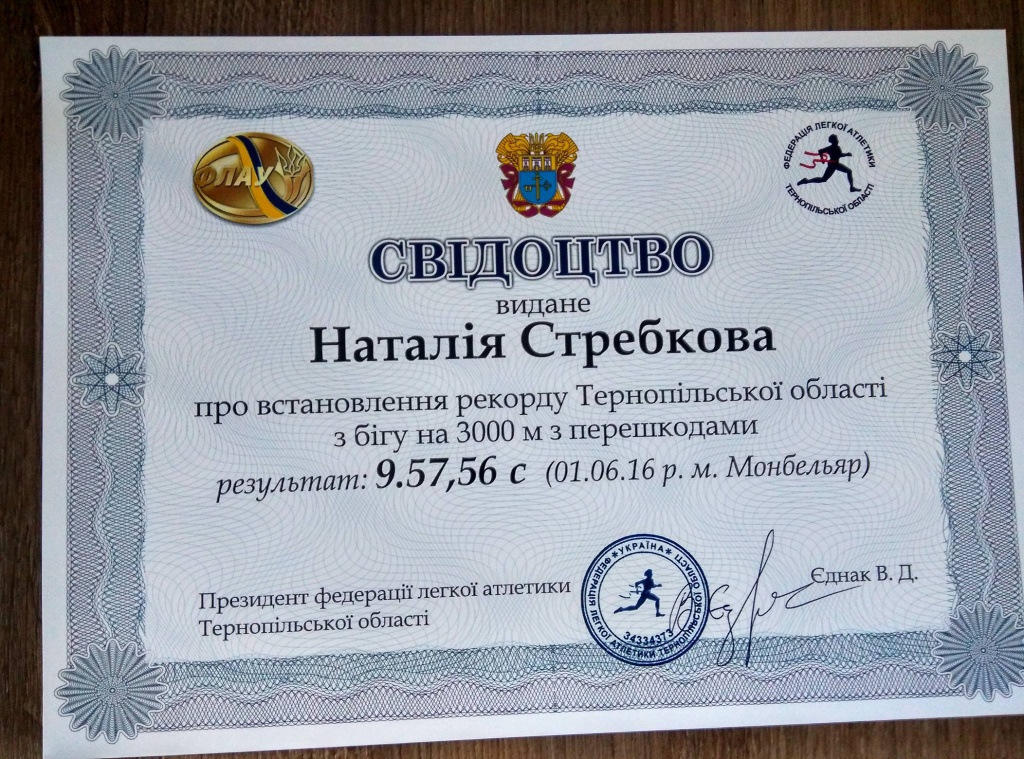 ФЛАУ
ФЕДЕРАЦІЯ ЛЕГКОЇ АТЛЕТИКИ
ТЕРНОПІЛЬСЬКОЇ ОБЛАСТІ
СВІДОЦТВО
видане
Наталія Стребкова
про встановлення рекорду Тернопільської області
з бігу на 3000 м з перешкодами
результат: 9.57,56 с (01.06.16 р. м. Монбельяр)
Президент федерації легкої атлетики
Тернопільської області
*УКРАЇНА*
ФЕДЕРАЦІЯ ЛЕГКОЇ АТЛЕТИКИ ТЕРНОПІЛЬСЬКОЇ ОБЛАСТІ
34334373
Єднак В. Д.